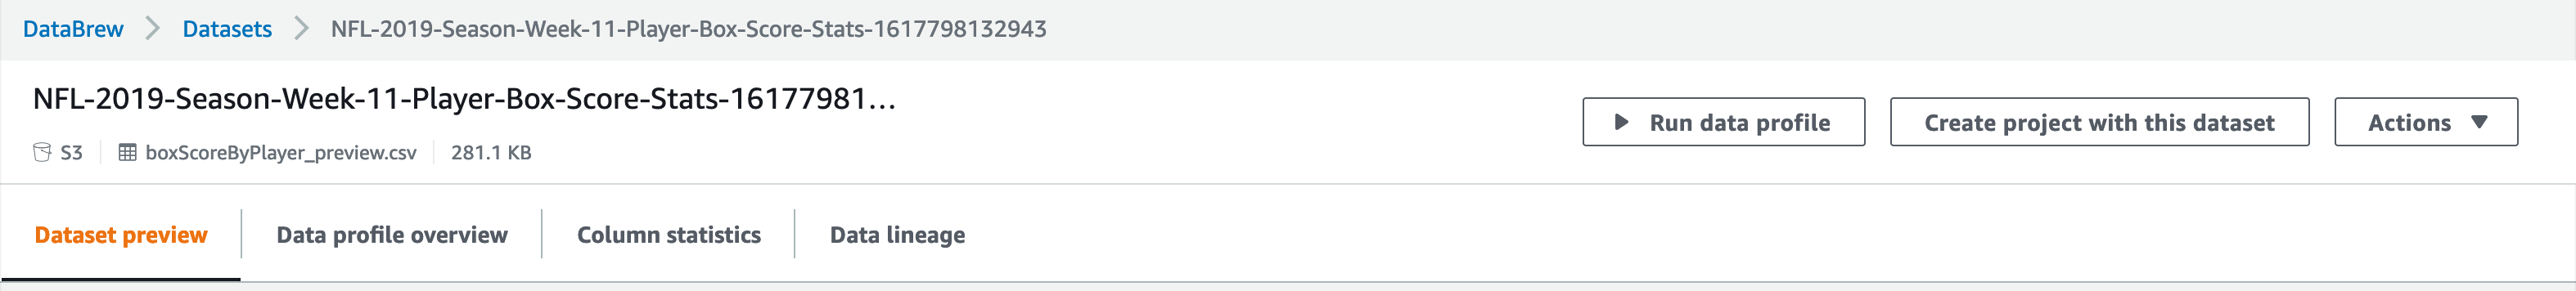 DataBrew Datasets NFL-2019-Season-Week-11-Player-Box-Score-Stats-1617798132943
NFL-2019-Season-Week-11-Player-Box-Score-Stats-16177981...
S3 boxScoreByPlayer_preview.csv 281.1 KB
Run data profile Create project with this dataset Actions
Dataset preview Data profile overview Column statistics Data lineage